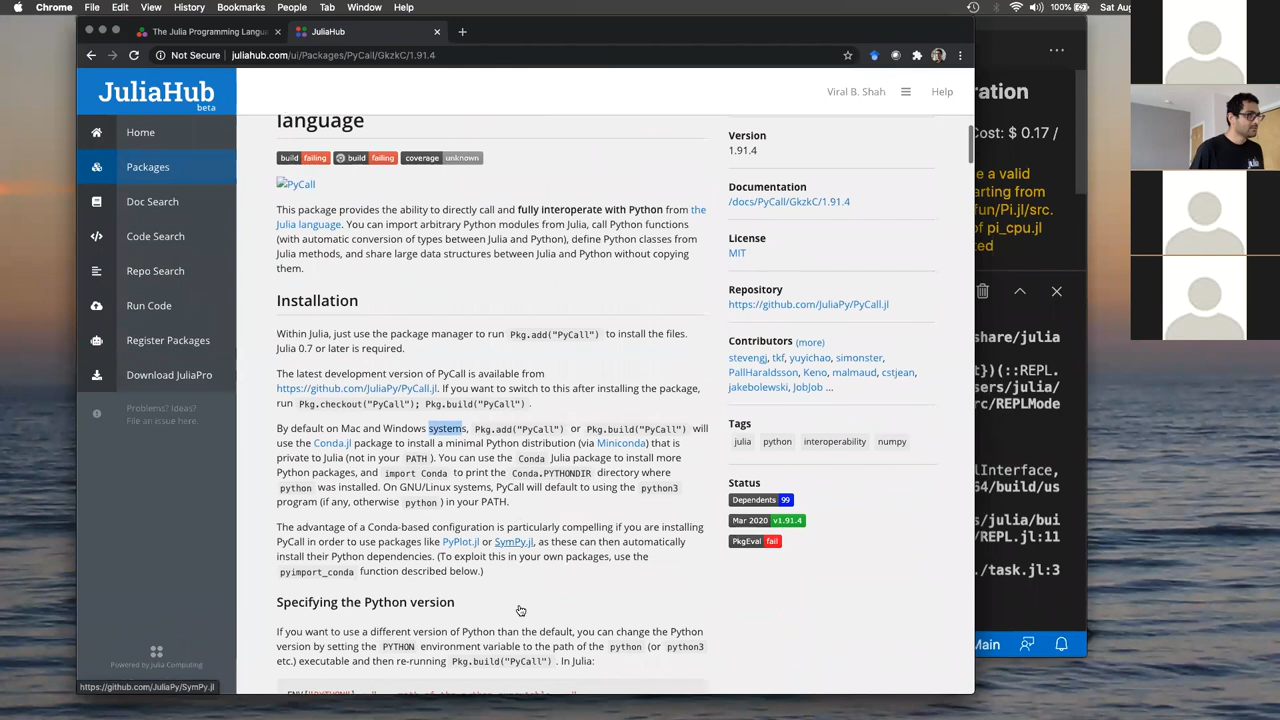 Chrome File Edit View History Bookmarks People Tab Window Help 100% Sat Aug
The Julia Programming Langu
JuliaHub
Not Secure juliahub.com/ui/Packages/PyCall/GkzkC/1.91.4
JuliaHub
beta
Viral B. Shah
Help
Home
Packages
Doc Search
Code Search
Repo Search
Run Code
Register Packages
Download JuliaPro
Problems? Ideas?
File an issue here.
Powered by Julia Computing
https://github.com/JuliaPy/SymPy.jl
language
build failing build failing coverage unknown
PyCall
This package provides the ability to directly call and fully interoperate with Python from the
Julia language. You can import arbitrary Python modules from Julia, call Python functions
(with automatic conversion of types between Julia and Python), define Python classes from
Julia methods, and share large data structures between Julia and Python without copying
them.
Installation
Within Julia, just use the package manager to run Pkg.add("PyCall") to install the files.
Julia 0.7 or later is required.
The latest development version of PyCall is available from
https://github.com/JuliaPy/PyCall.jl. If you want to switch to this after installing the package,
run Pkg.checkout("PyCall"); Pkg.build("PyCall") .
By default on Mac and Windows systems, Pkg.add("PyCall") or Pkg.build("PyCall") will
use the Conda.jl package to install a minimal Python distribution (via Miniconda) that is
private to Julia (not in your PATH ). You can use the Conda Julia package to install more
Python packages, and import Conda to print the Conda.PYTHONDIR directory where
python was installed. On GNU/Linux systems, PyCall will default to using the python3
program (if any, otherwise python ) in your PATH.
The advantage of a Conda-based configuration is particularly compelling if you are installing
PyCall in order to use packages like PyPlot.jl or SymPy.jl, as these can then automatically
install their Python dependencies. (To exploit this in your own packages, use the
pyimport_conda function described below.)
Specifying the Python version
If you want to use a different version of Python than the default, you can change the Python
version by setting the PYTHON environment variable to the path of the python (or python3
etc.) executable and then re-running Pkg.build("PyCall") . In Julia:
Version
1.91.4
Documentation
/docs/PyCall/GkzkC/1.91.4
License
MIT
Repository
https://github.com/JuliaPy/PyCall.jl
Contributors (more)
stevengj, tkf, yuyichao, simonster,
PallHaraldsson, Keno, malmaud, cstjean,
jakebolewski, JobJob ...
Tags
julia python interoperability numpy
Status
Dependents 99
Mar 2020 v1.91.4
PkgEval fail
ration
Cost: $ 0.17 /
e a valid
arting from
fun/Pi.jl/src.
of pi_cpu.jl
ted
share/julia
t)(::REPL.
sers/julia/
c/REPLMode
lInterface,
64/build/us
s/julia/bui
REPL.jl:11
./task.jl:3
Main